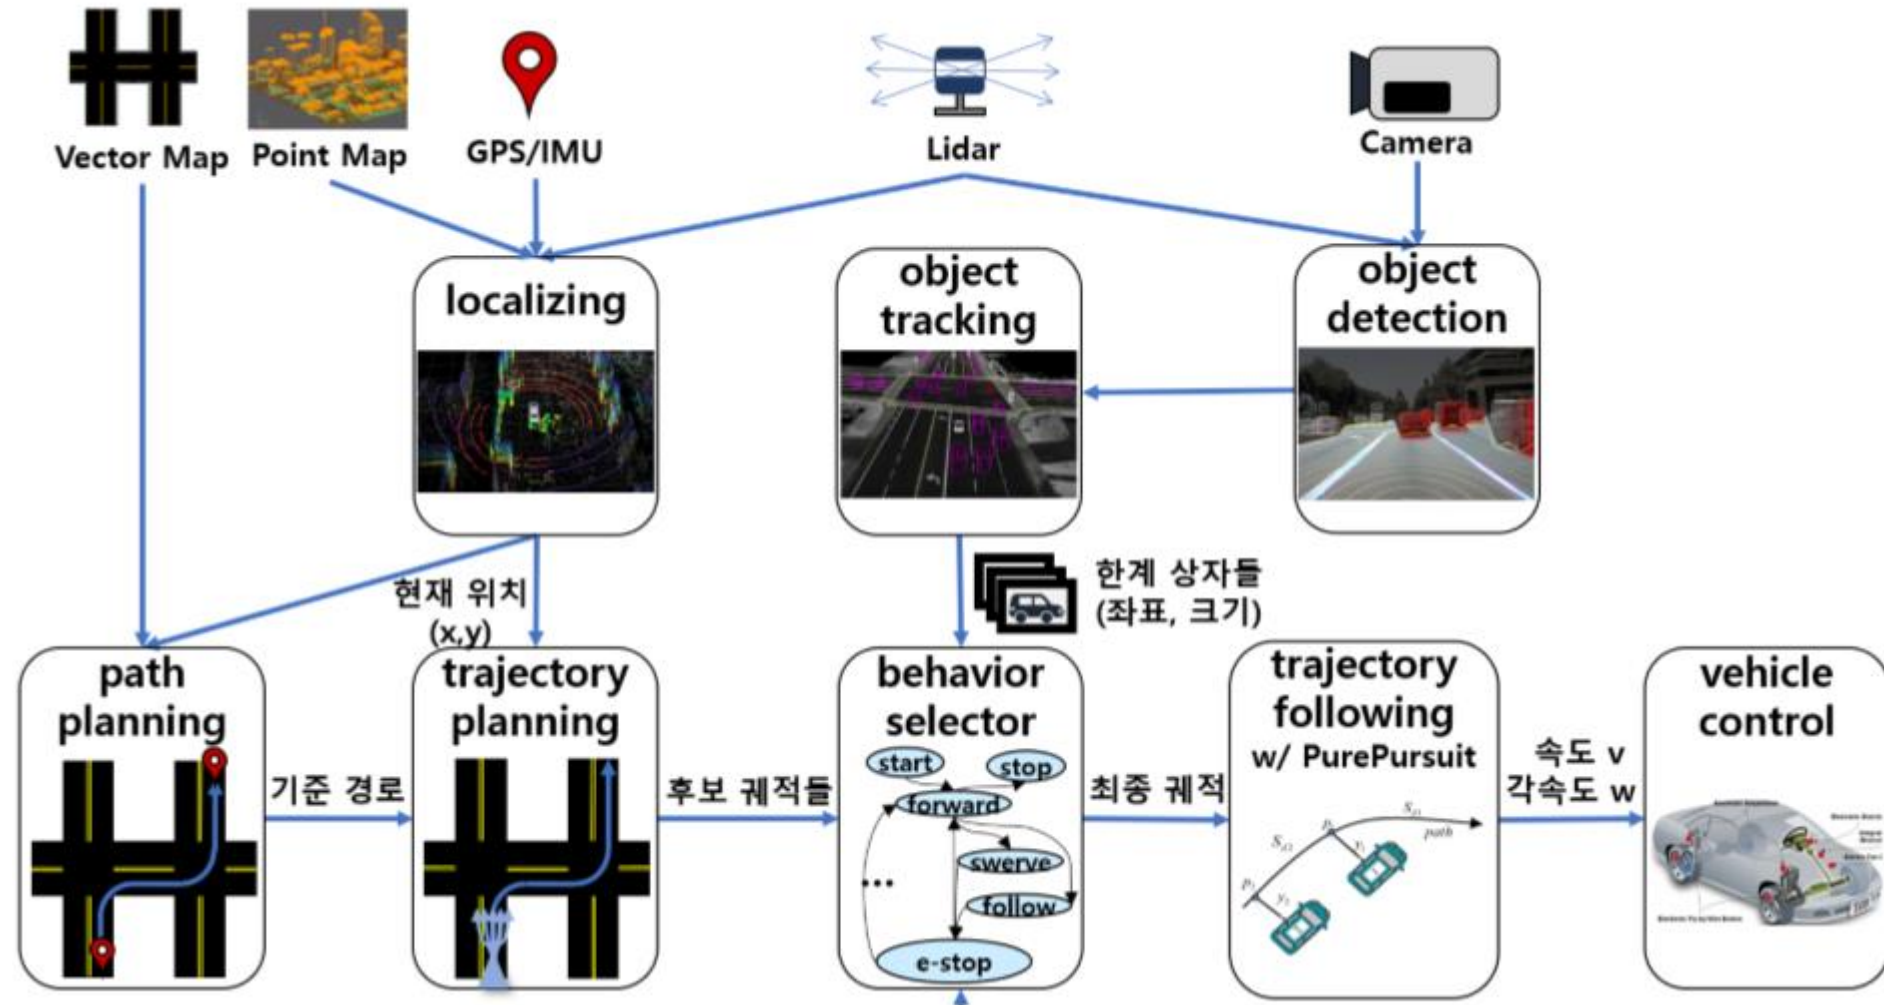 Vector Map
Point Map
GPS/IMU
Lidar
Camera
localizing
object
tracking
object
detection
현재 위치
(x,y)
한계 상자들
(좌표, 크기)
path
planning
기준 경로
trajectory
planning
후보 궤적들
behavior
selector
start
stop
forward
swerve
...
follow
e-stop
최종 궤적
trajectory
following
w/ PurePursuit
path
속도 v
각속도 w
vehicle
control